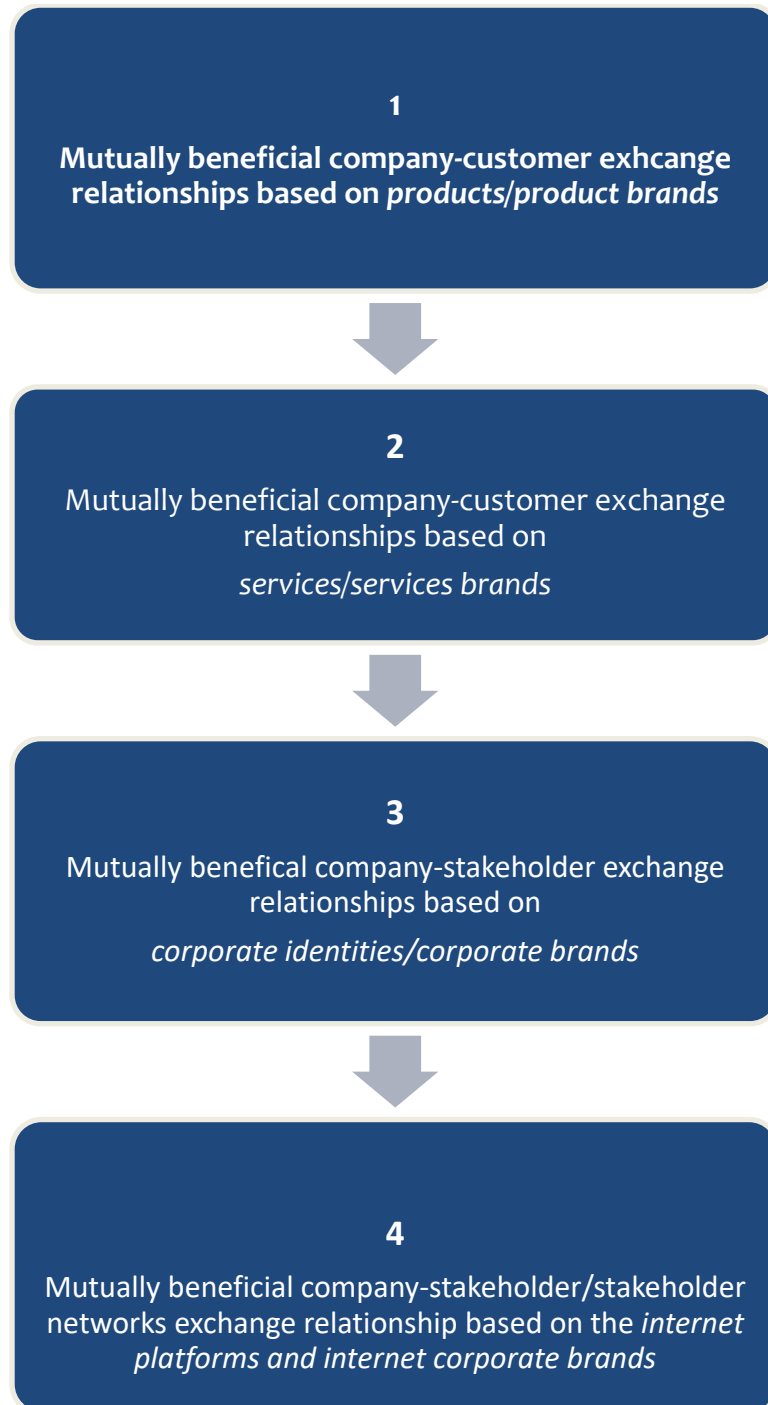 1
Mutually beneficial company-customer exhcange
relationships based on products/product brands
2
Mutually beneficial company-customer exchange
relationships based on
services/services brands
3
Mutually benefical company-stakeholder exchange
relationships based on
corporate identities/corporate brands
4
Mutually beneficial company-stakeholder/stakeholder
networks exchange relationship based on the internet
platforms and internet corporate brands